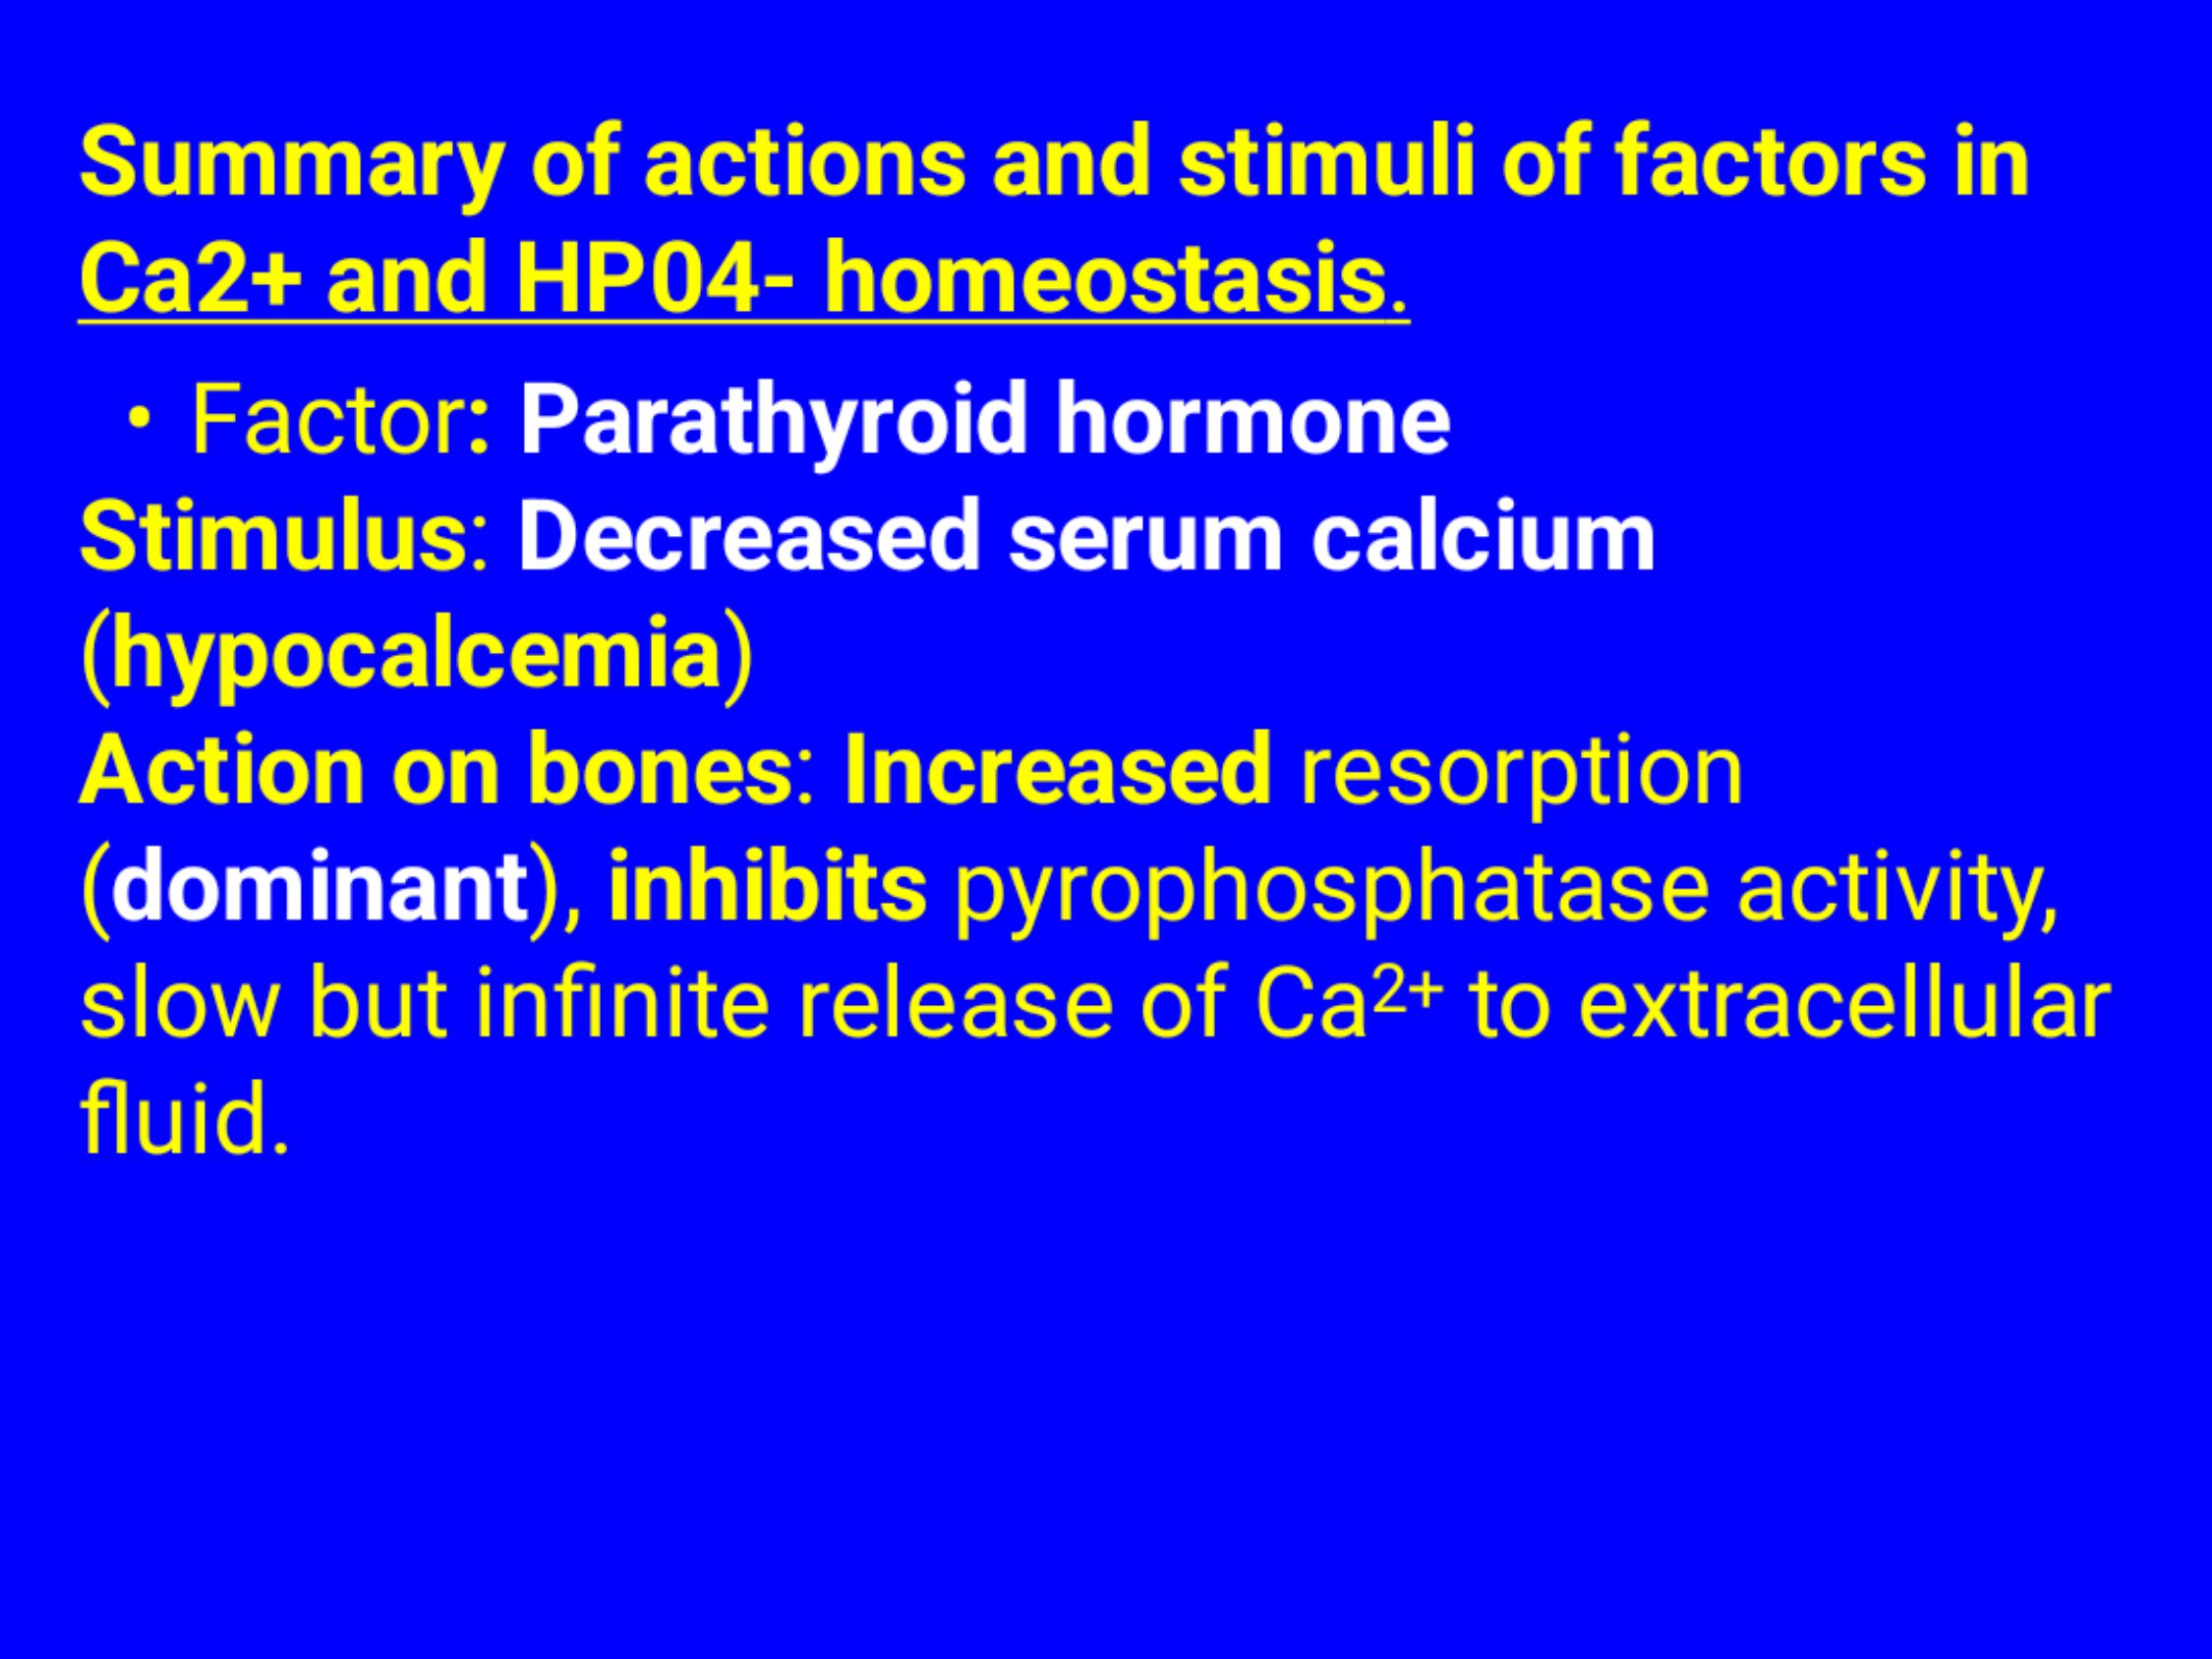 Summary of actions and stimuli of factors in
Ca2+ and HP04- homeostasis.
• Factor: Parathyroid hormone
Stimulus: Decreased serum calcium
(hypocalcemia)
Action on bones: Increased resorption
(dominant), inhibits pyrophosphatase activity,
slow but infinite release of Ca²⁺ to extracellular
fluid.